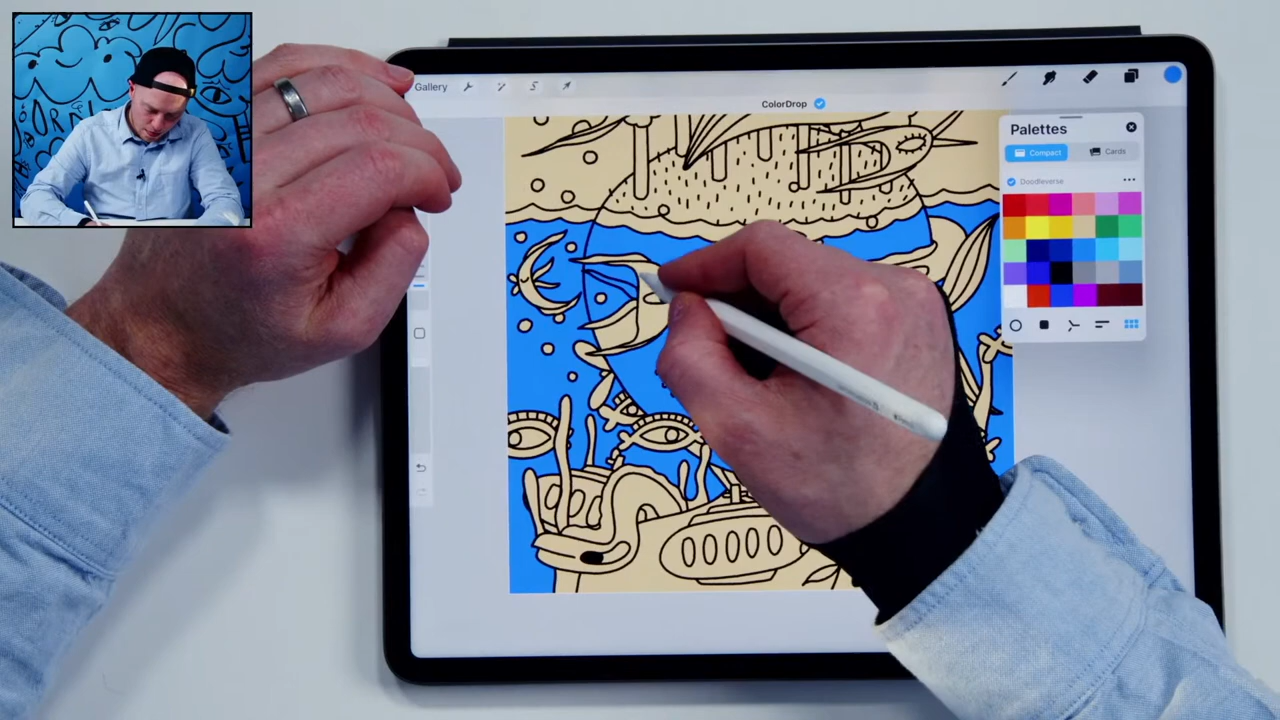 Gallery
ColorDrop
Palettes
Compact
Cards
Doodleverse